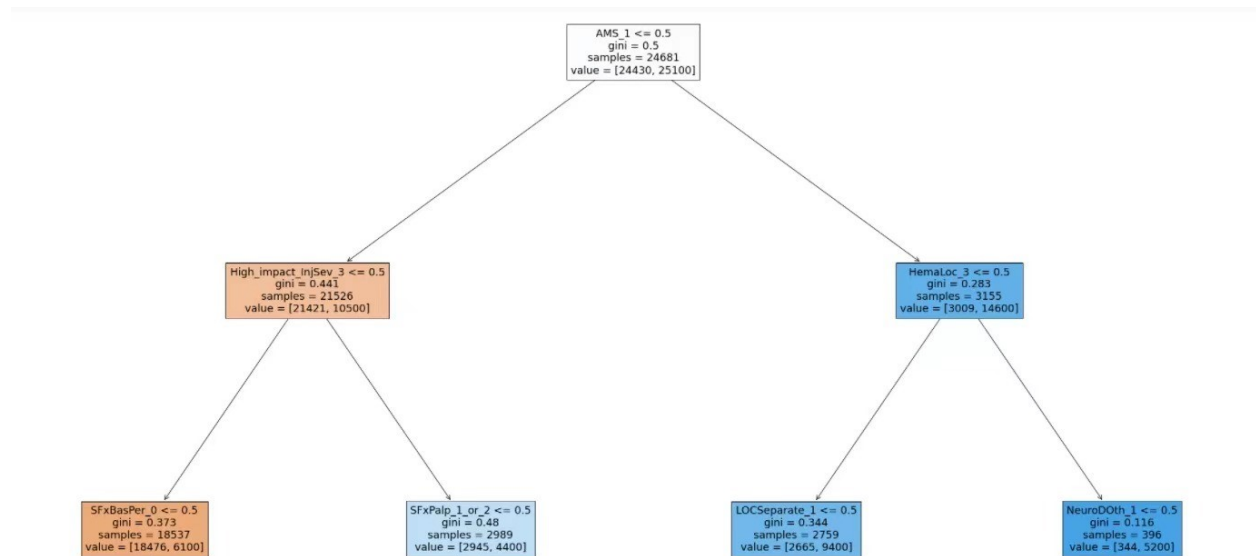 AMS_1 <= 0.5
gini = 0.5
samples = 24681
value = [24430, 25100]
High_impact_InjSev_3 <= 0.5
gini = 0.441
samples = 21526
value = [21421, 10500]
HemaLoc_3 <= 0.5
gini = 0.283
samples = 3155
value = [3009, 14600]
SFxBasPer_0 <= 0.5
gini = 0.373
samples = 18537
value = [18476, 6100]
SFxPalp_1_or_2 <= 0.5
gini = 0.48
samples = 2989
value = [2945, 4400]
LOCSeparate_1 <= 0.5
gini = 0.344
samples = 2759
value = [2665, 9400]
NeuroDOth_1 <= 0.5
gini = 0.116
samples = 396
value = [344, 5200]